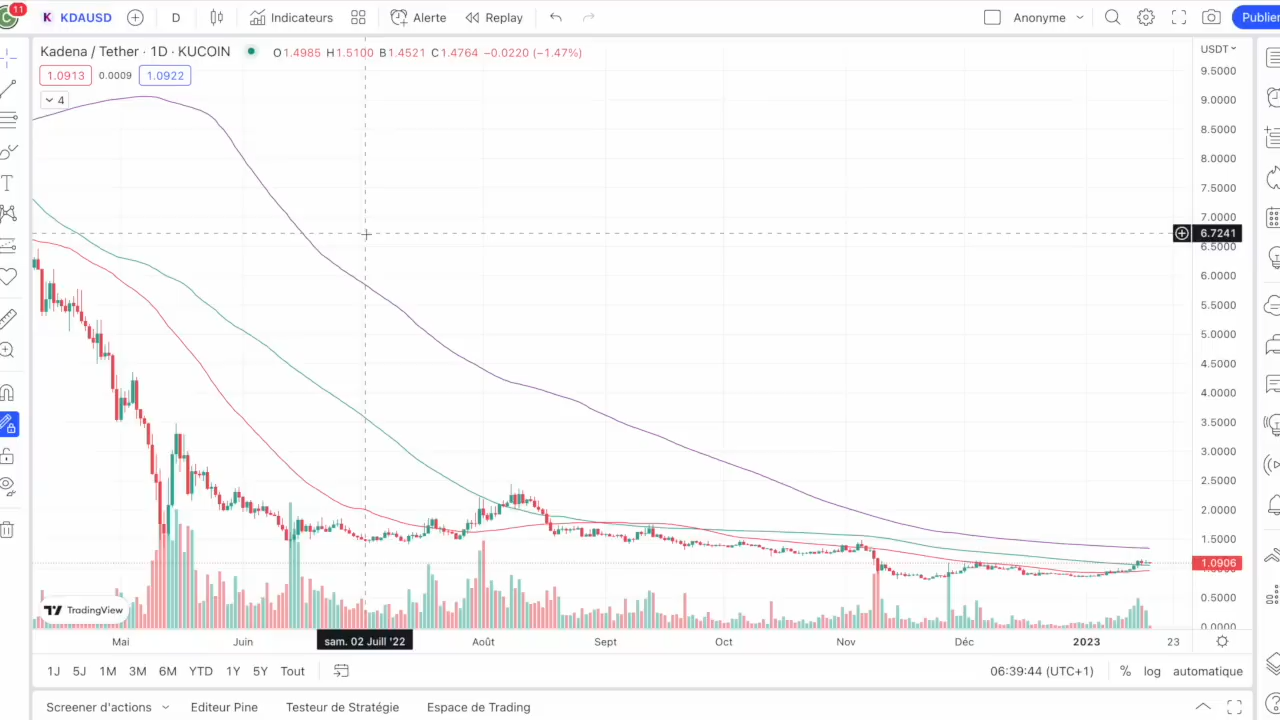 11
K KDAUSD
D
Indicateurs
Alerte
Replay
Anonyme
Publier
Kadena / Tether · 1D · KUCOIN
O1.4985 H1.5100 B1.4521 C1.4764 −0.0220 (−1.47%)
USDT
1.0913 0.0009 1.0922
4
9.5000
9.0000
8.5000
8.0000
7.5000
7.0000
6.7241
6.5000
6.0000
5.5000
5.0000
4.5000
4.0000
3.5000
3.0000
2.5000
2.0000
1.5000
1.0906
0.5000
TradingView
Mai
Juin
sam. 02 Juill '22
Août
Sept
Oct
Nov
Déc
2023
23
1J 5J 1M 3M 6M YTD 1Y 5Y Tout
06:39:44 (UTC+1)
% log automatique
Screener d'actions
Editeur Pine
Testeur de Stratégie
Espace de Trading